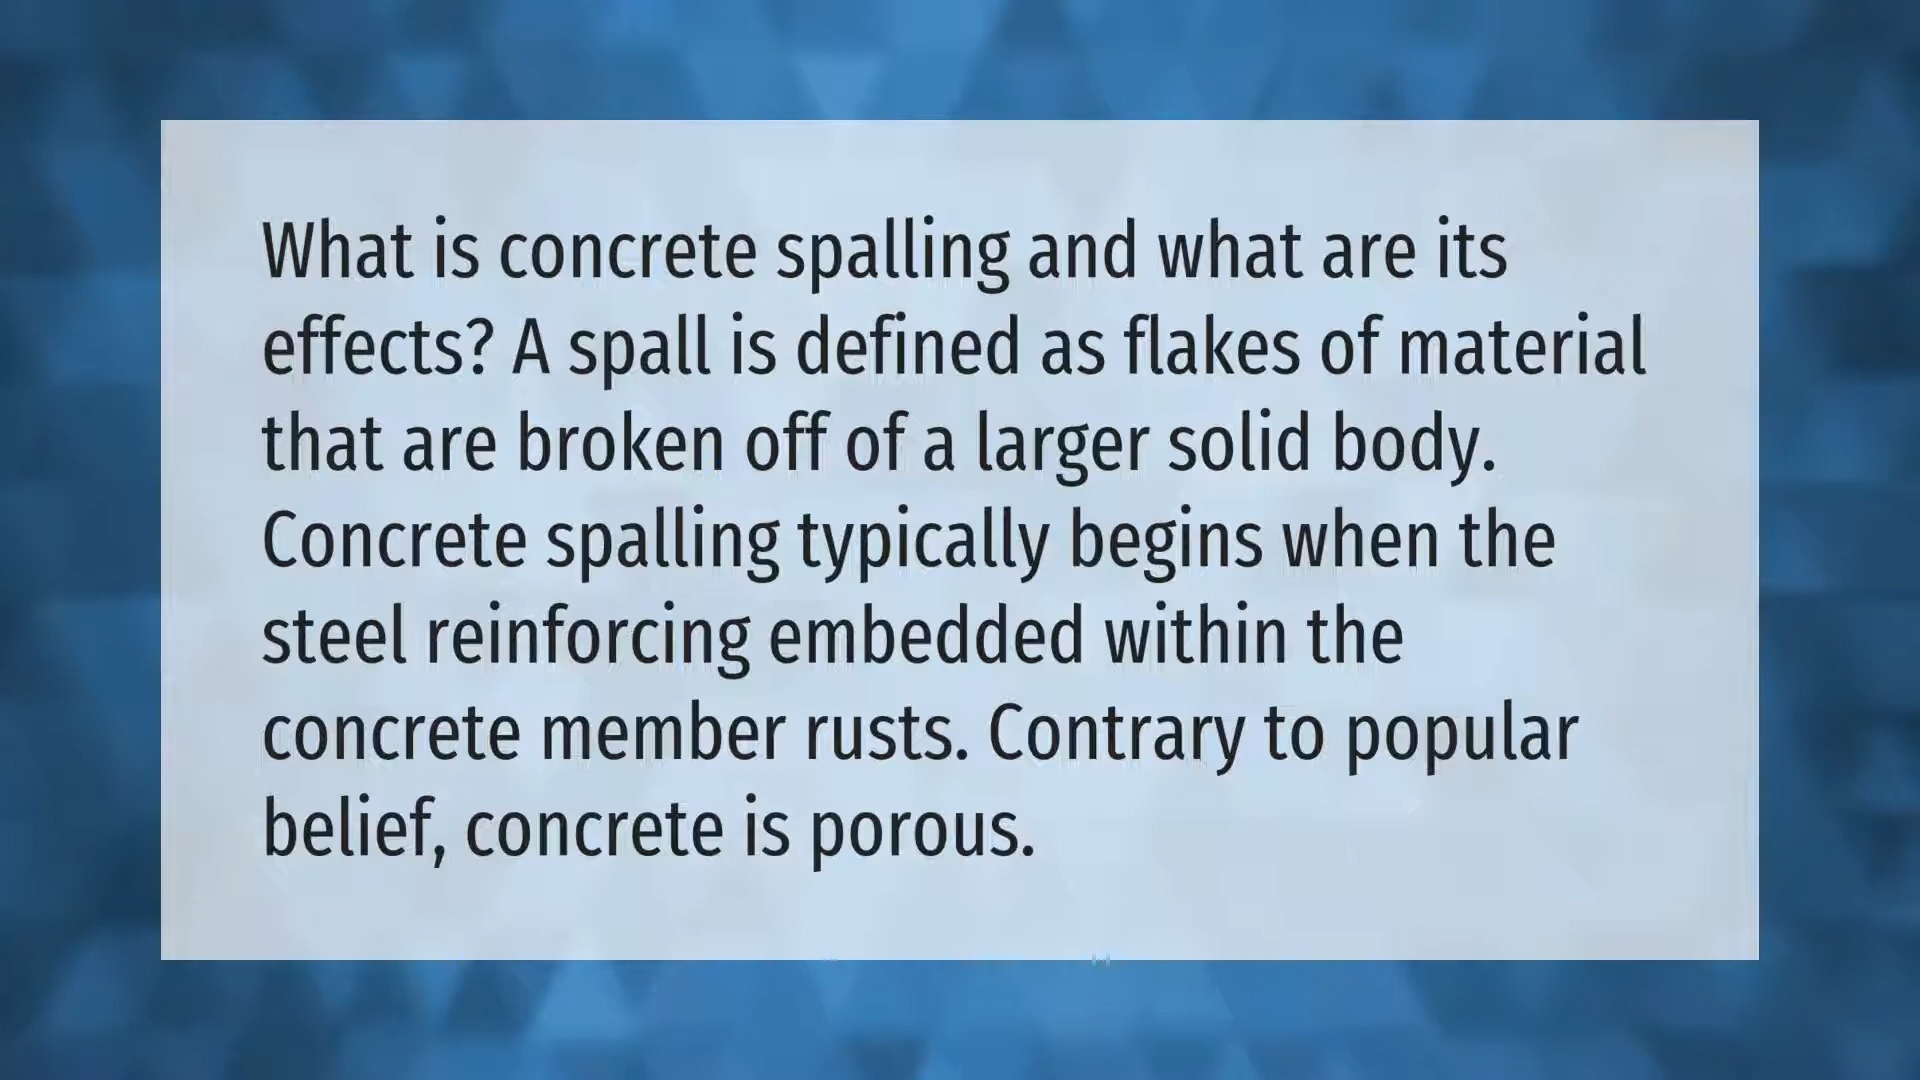 What is concrete spalling and what are its
effects? A spall is defined as flakes of material
that are broken off of a larger solid body.
Concrete spalling typically begins when the
steel reinforcing embedded within the
concrete member rusts. Contrary to popular
belief, concrete is porous.